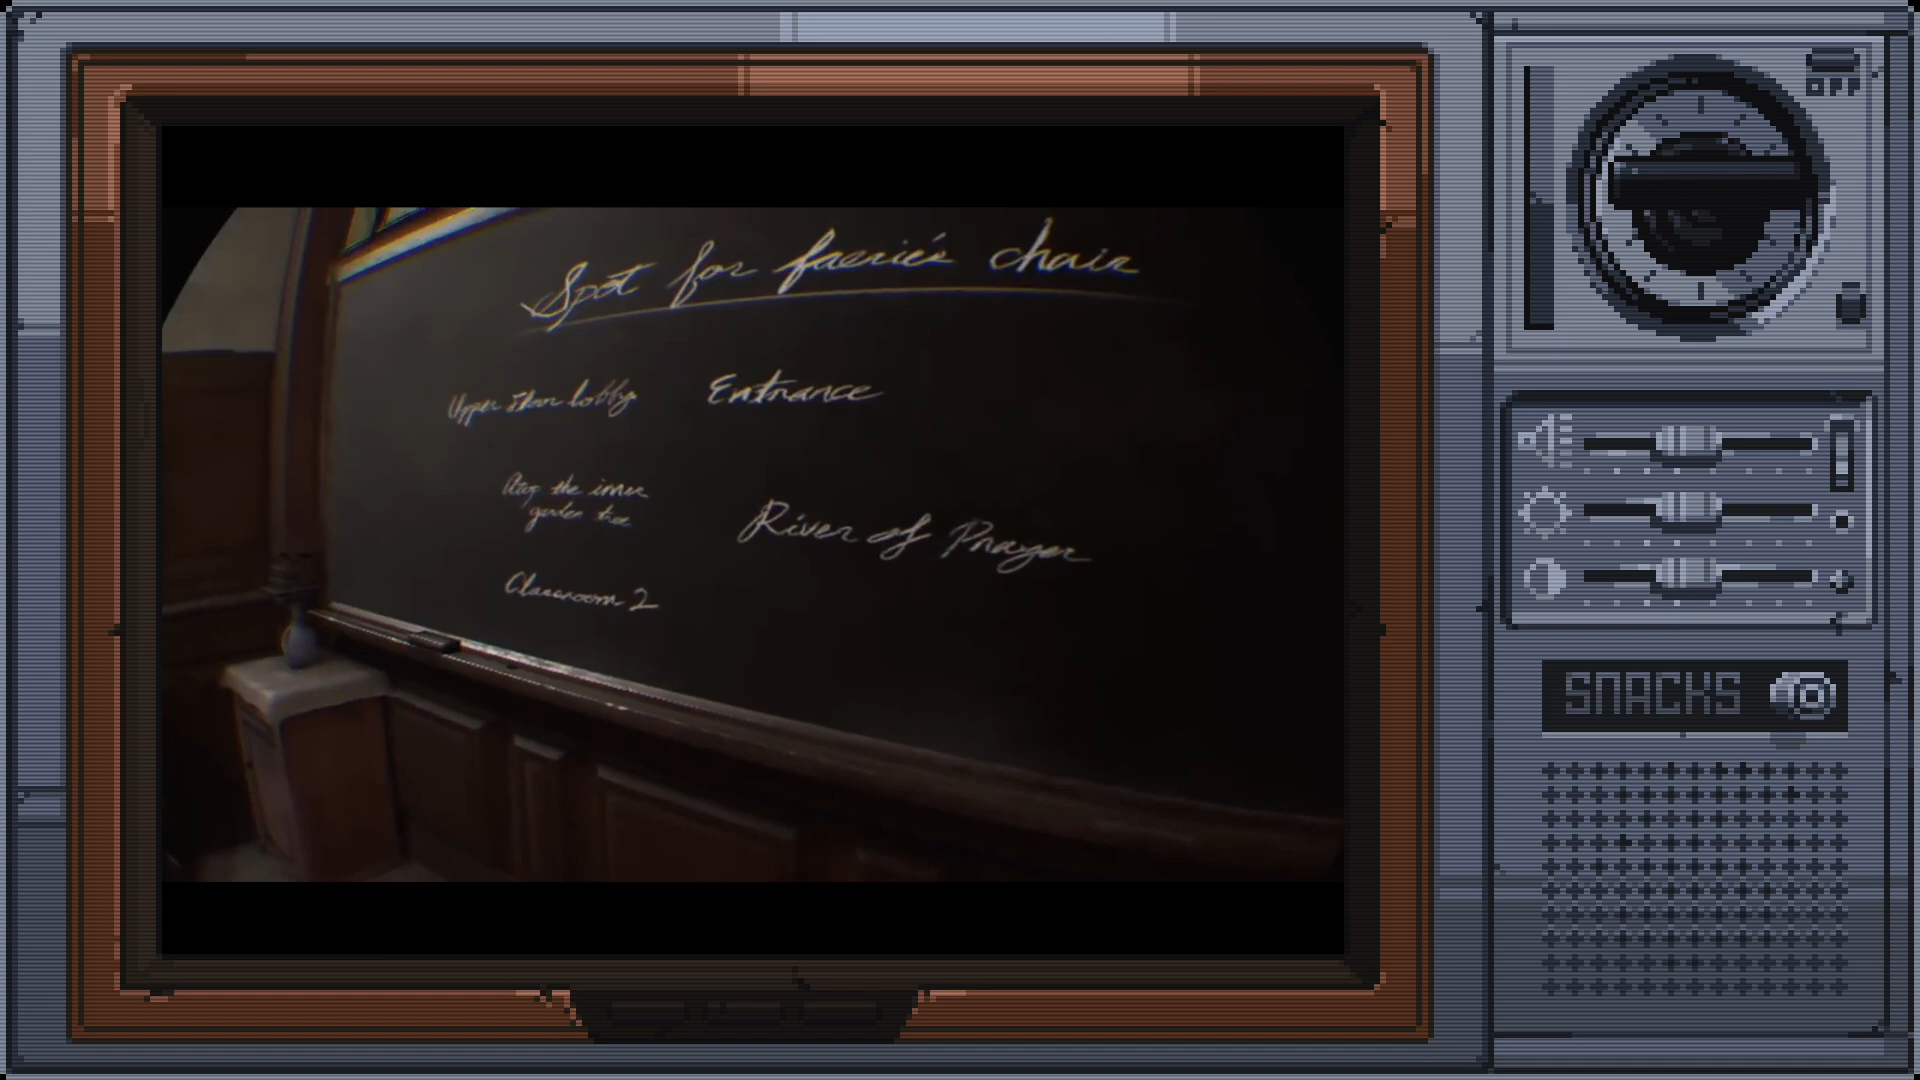 Spot for faerie's chair
Upper floor lobby
Entrance
Atop the inner
garden tree
River of Prayer
Classroom 2
OFF
SNACKS